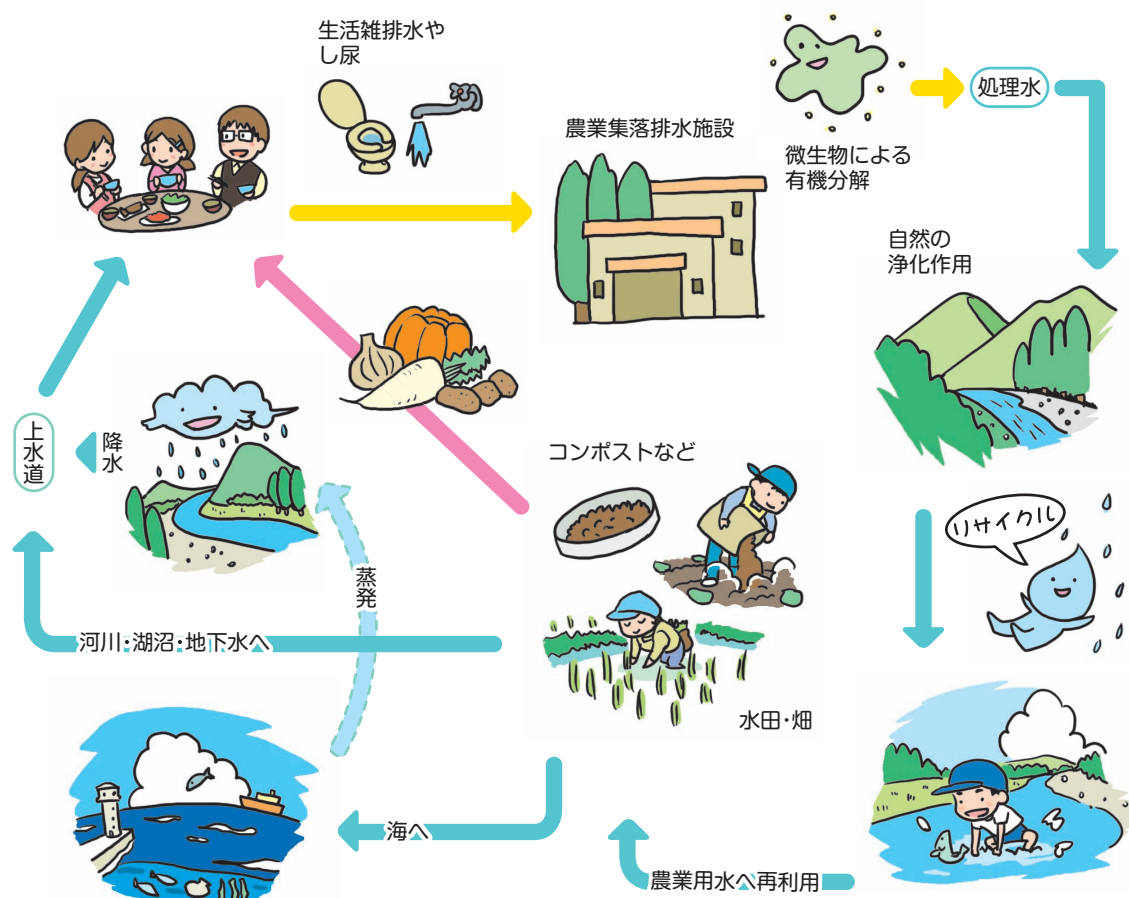 生活雑排水や
し尿
農業集落排水施設
微生物による
有機分解
処理水
自然の
浄化作用
上水道
降水
コンポストなど
リサイクル
蒸発
河川・湖沼・地下水へ
水田・畑
海へ
農業用水へ再利用